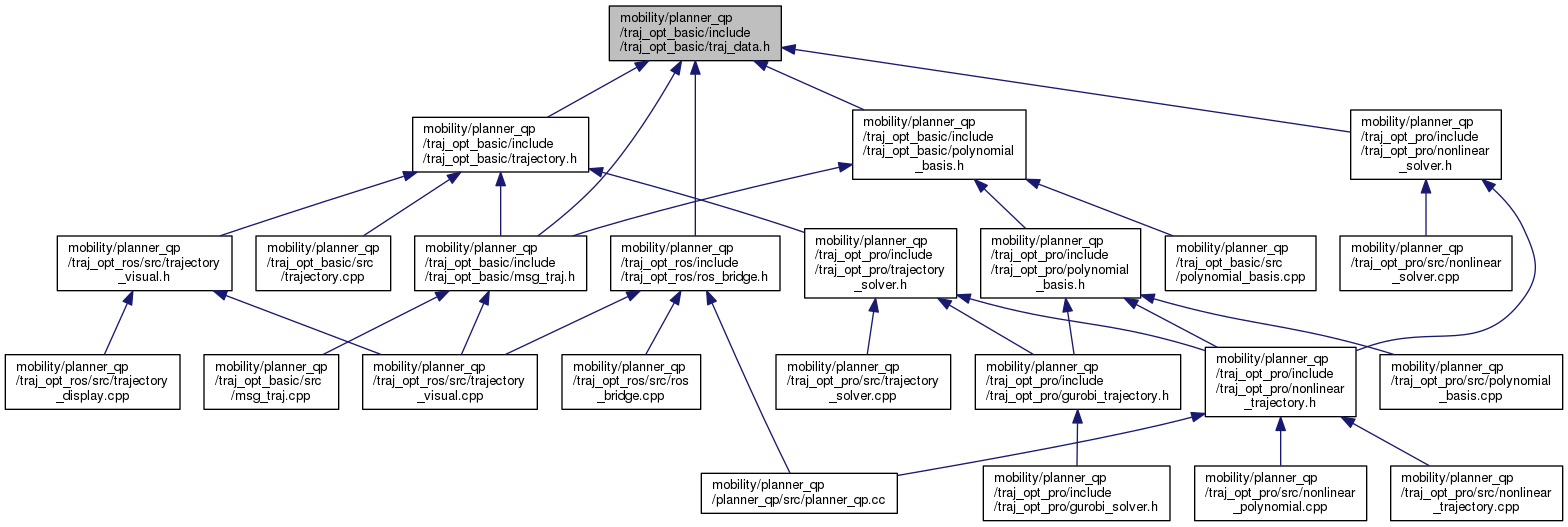 mobility/planner_qp
/traj_opt_basic/include
/traj_opt_basic/traj_data.h
mobility/planner_qp
/traj_opt_basic/include
/traj_opt_basic/trajectory.h
mobility/planner_qp
/traj_opt_basic/include
/traj_opt_basic/polynomial
_basis.h
mobility/planner_qp
/traj_opt_pro/include
/traj_opt_pro/nonlinear
_solver.h
mobility/planner_qp
/traj_opt_ros/src/trajectory
_visual.h
mobility/planner_qp
/traj_opt_basic/src
/trajectory.cpp
mobility/planner_qp
/traj_opt_basic/include
/traj_opt_basic/msg_traj.h
mobility/planner_qp
/traj_opt_ros/include
/traj_opt_ros/ros_bridge.h
mobility/planner_qp
/traj_opt_pro/include
/traj_opt_pro/trajectory
_solver.h
mobility/planner_qp
/traj_opt_pro/include
/traj_opt_pro/polynomial
_basis.h
mobility/planner_qp
/traj_opt_basic/src
/polynomial_basis.cpp
mobility/planner_qp
/traj_opt_pro/src/nonlinear
_solver.cpp
mobility/planner_qp
/traj_opt_ros/src/trajectory
_display.cpp
mobility/planner_qp
/traj_opt_basic/src
/msg_traj.cpp
mobility/planner_qp
/traj_opt_ros/src/trajectory
_visual.cpp
mobility/planner_qp
/traj_opt_ros/src/ros
_bridge.cpp
mobility/planner_qp
/traj_opt_pro/src/trajectory
_solver.cpp
mobility/planner_qp
/traj_opt_pro/include
/traj_opt_pro/gurobi_trajectory.h
mobility/planner_qp
/traj_opt_pro/include
/traj_opt_pro/nonlinear
_trajectory.h
mobility/planner_qp
/traj_opt_pro/src/polynomial
_basis.cpp
mobility/planner_qp
/planner_qp/src/planner_qp.cc
mobility/planner_qp
/traj_opt_pro/include
/traj_opt_pro/gurobi_solver.h
mobility/planner_qp
/traj_opt_pro/src/nonlinear
_polynomial.cpp
mobility/planner_qp
/traj_opt_pro/src/nonlinear
_trajectory.cpp